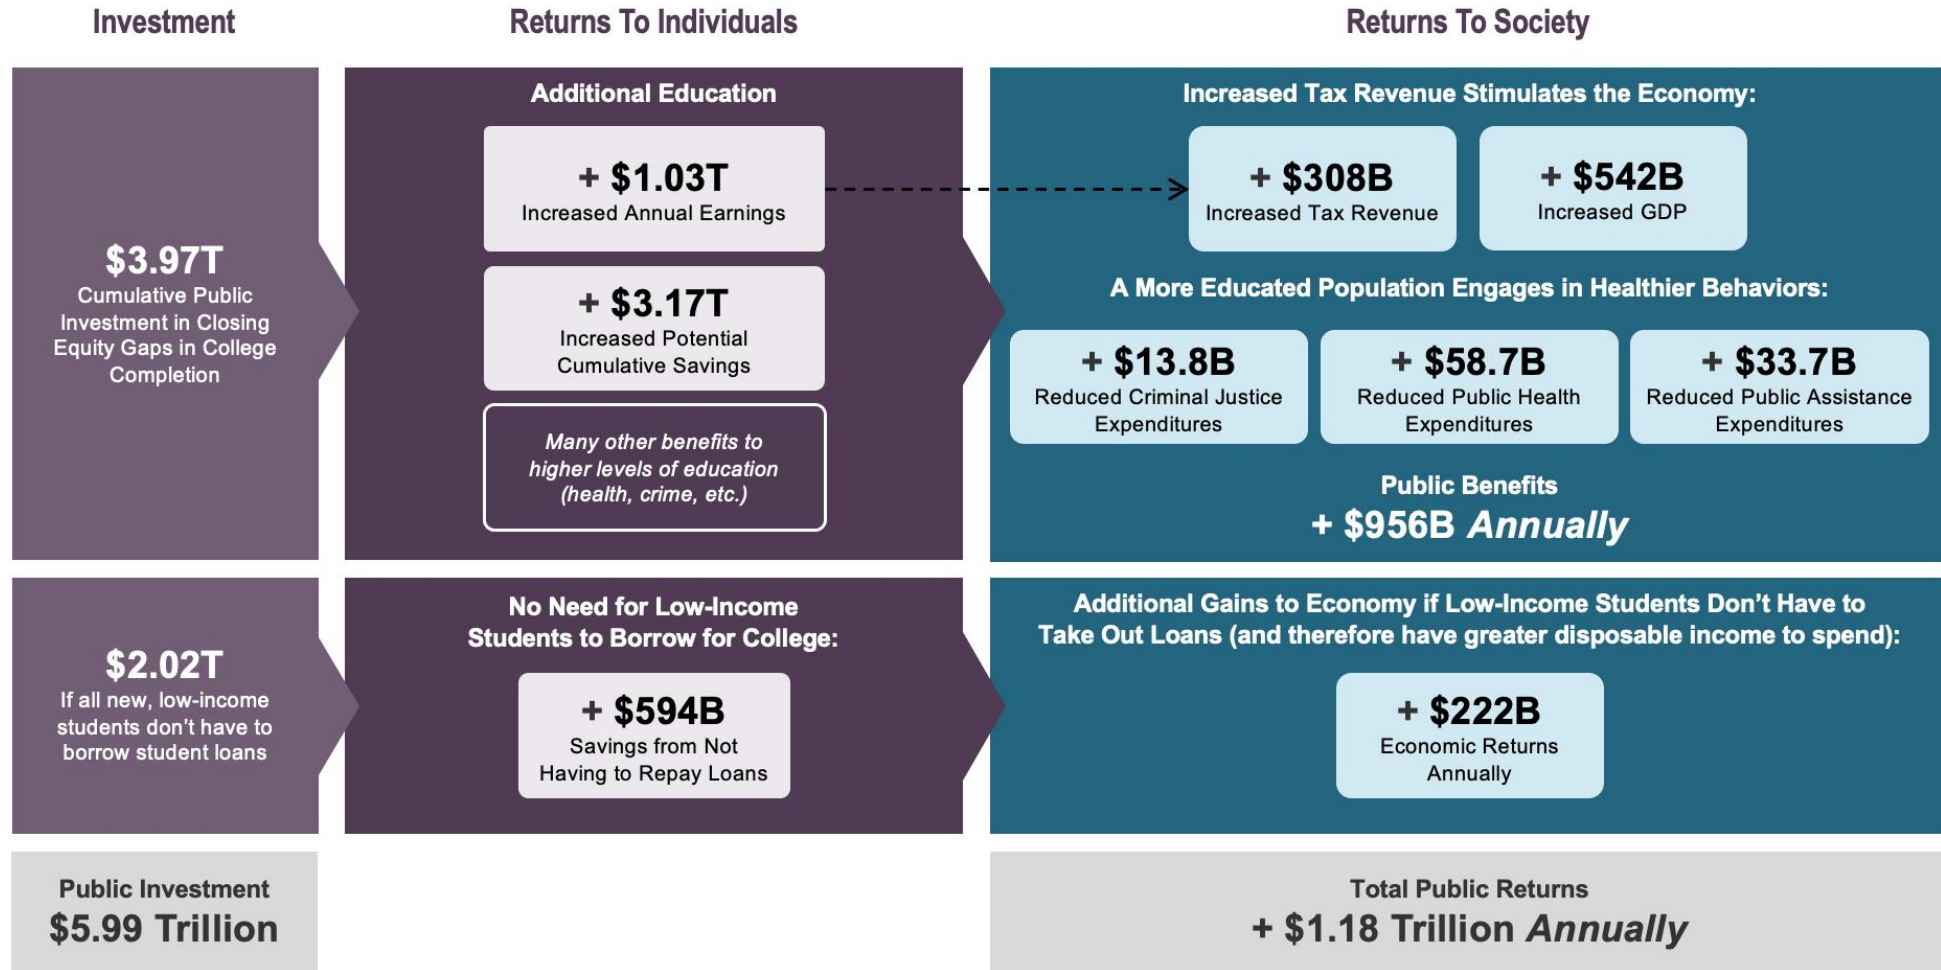 Investment
Returns To Individuals
Returns To Society
$3.97T
Cumulative Public
Investment in Closing
Equity Gaps in College
Completion
Additional Education
+ $1.03T
Increased Annual Earnings
+ $3.17T
Increased Potential
Cumulative Savings
Many other benefits to
higher levels of education
(health, crime, etc.)
Increased Tax Revenue Stimulates the Economy:
+ $308B
Increased Tax Revenue
+ $542B
Increased GDP
A More Educated Population Engages in Healthier Behaviors:
+ $13.8B
Reduced Criminal Justice
Expenditures
+ $58.7B
Reduced Public Health
Expenditures
+ $33.7B
Reduced Public Assistance
Expenditures
Public Benefits
+ $956B Annually
$2.02T
If all new, low-income
students don't have to
borrow student loans
No Need for Low-Income
Students to Borrow for College:
+ $594B
Savings from Not
Having to Repay Loans
Additional Gains to Economy if Low-Income Students Don't Have to
Take Out Loans (and therefore have greater disposable income to spend):
+ $222B
Economic Returns
Annually
Public Investment
$5.99 Trillion
Total Public Returns
+ $1.18 Trillion Annually